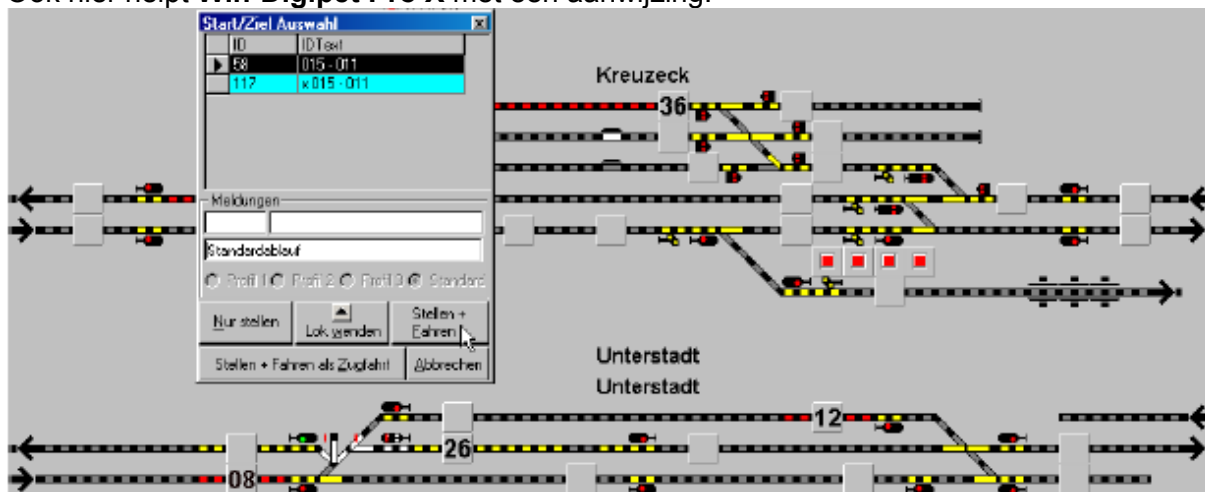 Ook hier helpt Win-Digipet Pro X met een aanwijzing.
Start/Ziel Auswahl
ID IDText
58 015 - 011
117 x 015 - 011
Meldungen
Standardablauf
Profil 1 Profil 2 Profil 3 Standard
Nur stellen
Lok wenden
Stellen +
Fahren
Stellen + Fahren als Zugfahrt
Abbrechen
Kreuzeck
36
Unterstadt
Unterstadt
12
26
08